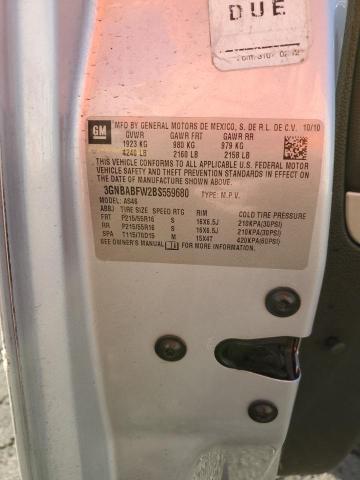 DUE
GM
MFD BY GENERAL MOTORS DE MEXICO, S. DE R.L. DE C.V. 10/10
GVWR GAWR FRT GAWR RR
1923 KG 980 KG 979 KG
4240 LB 2160 LB 2158 LB
THIS VEHICLE CONFORMS TO ALL APPLICABLE U.S. FEDERAL MOTOR
VEHICLE SAFETY, BUMPER, AND THEFT PREVENTION STANDARDS IN
EFFECT ON THE DATE OF MANUFACTURE SHOWN ABOVE.
3GNBABFW2BS559680 TYPE: M.P.V.
MODEL: AS46
TIRE SIZE SPEED RTG RIM COLD TIRE PRESSURE
FRT P215/55R16 S 16X6.5J 210KPA(30PSI)
RR P215/55R16 S 16X6.5J 210KPA(30PSI)
SPA T115/70D15 M 15X4T 420KPA(60PSI)
SEE OWNER'S MANUAL FOR MORE INFORMATION.